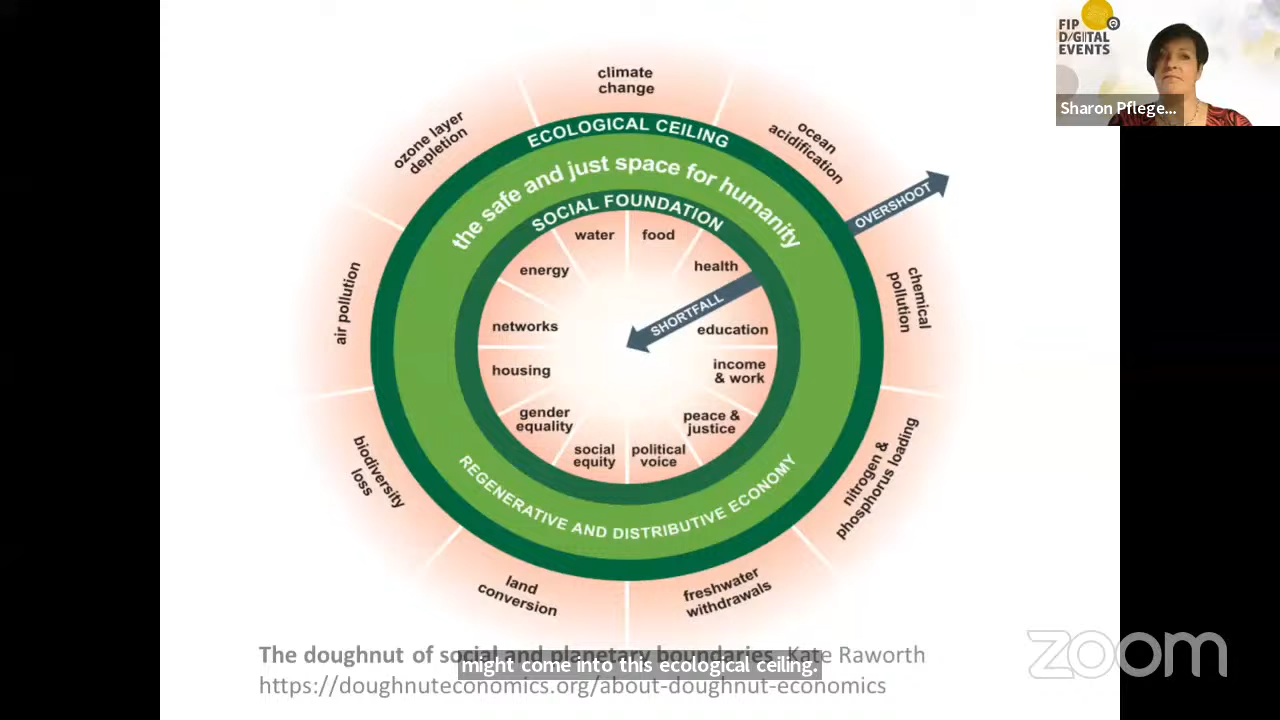 FIP
D/G|TAL
EVENTS
Sharon Pflege...
climate
change
ozone layer
depletion
ocean
acidification
ECOLOGICAL CEILING
the safe and just space for humanity
OVERSHOOT
SOCIAL FOUNDATION
water
food
energy
health
SHORTFALL
air pollution
chemical
pollution
networks
education
housing
income
& work
gender
equality
peace &
justice
social
equity
political
voice
biodiversity
loss
nitrogen &
phosphorus loading
REGENERATIVE AND DISTRIBUTIVE ECONOMY
land
conversion
freshwater
withdrawals
The doughnut of social and planetary boundaries, Kate Raworth
might come into this ecological ceiling.
https://doughnuteconomics.org/about-doughnut-economics
zoom